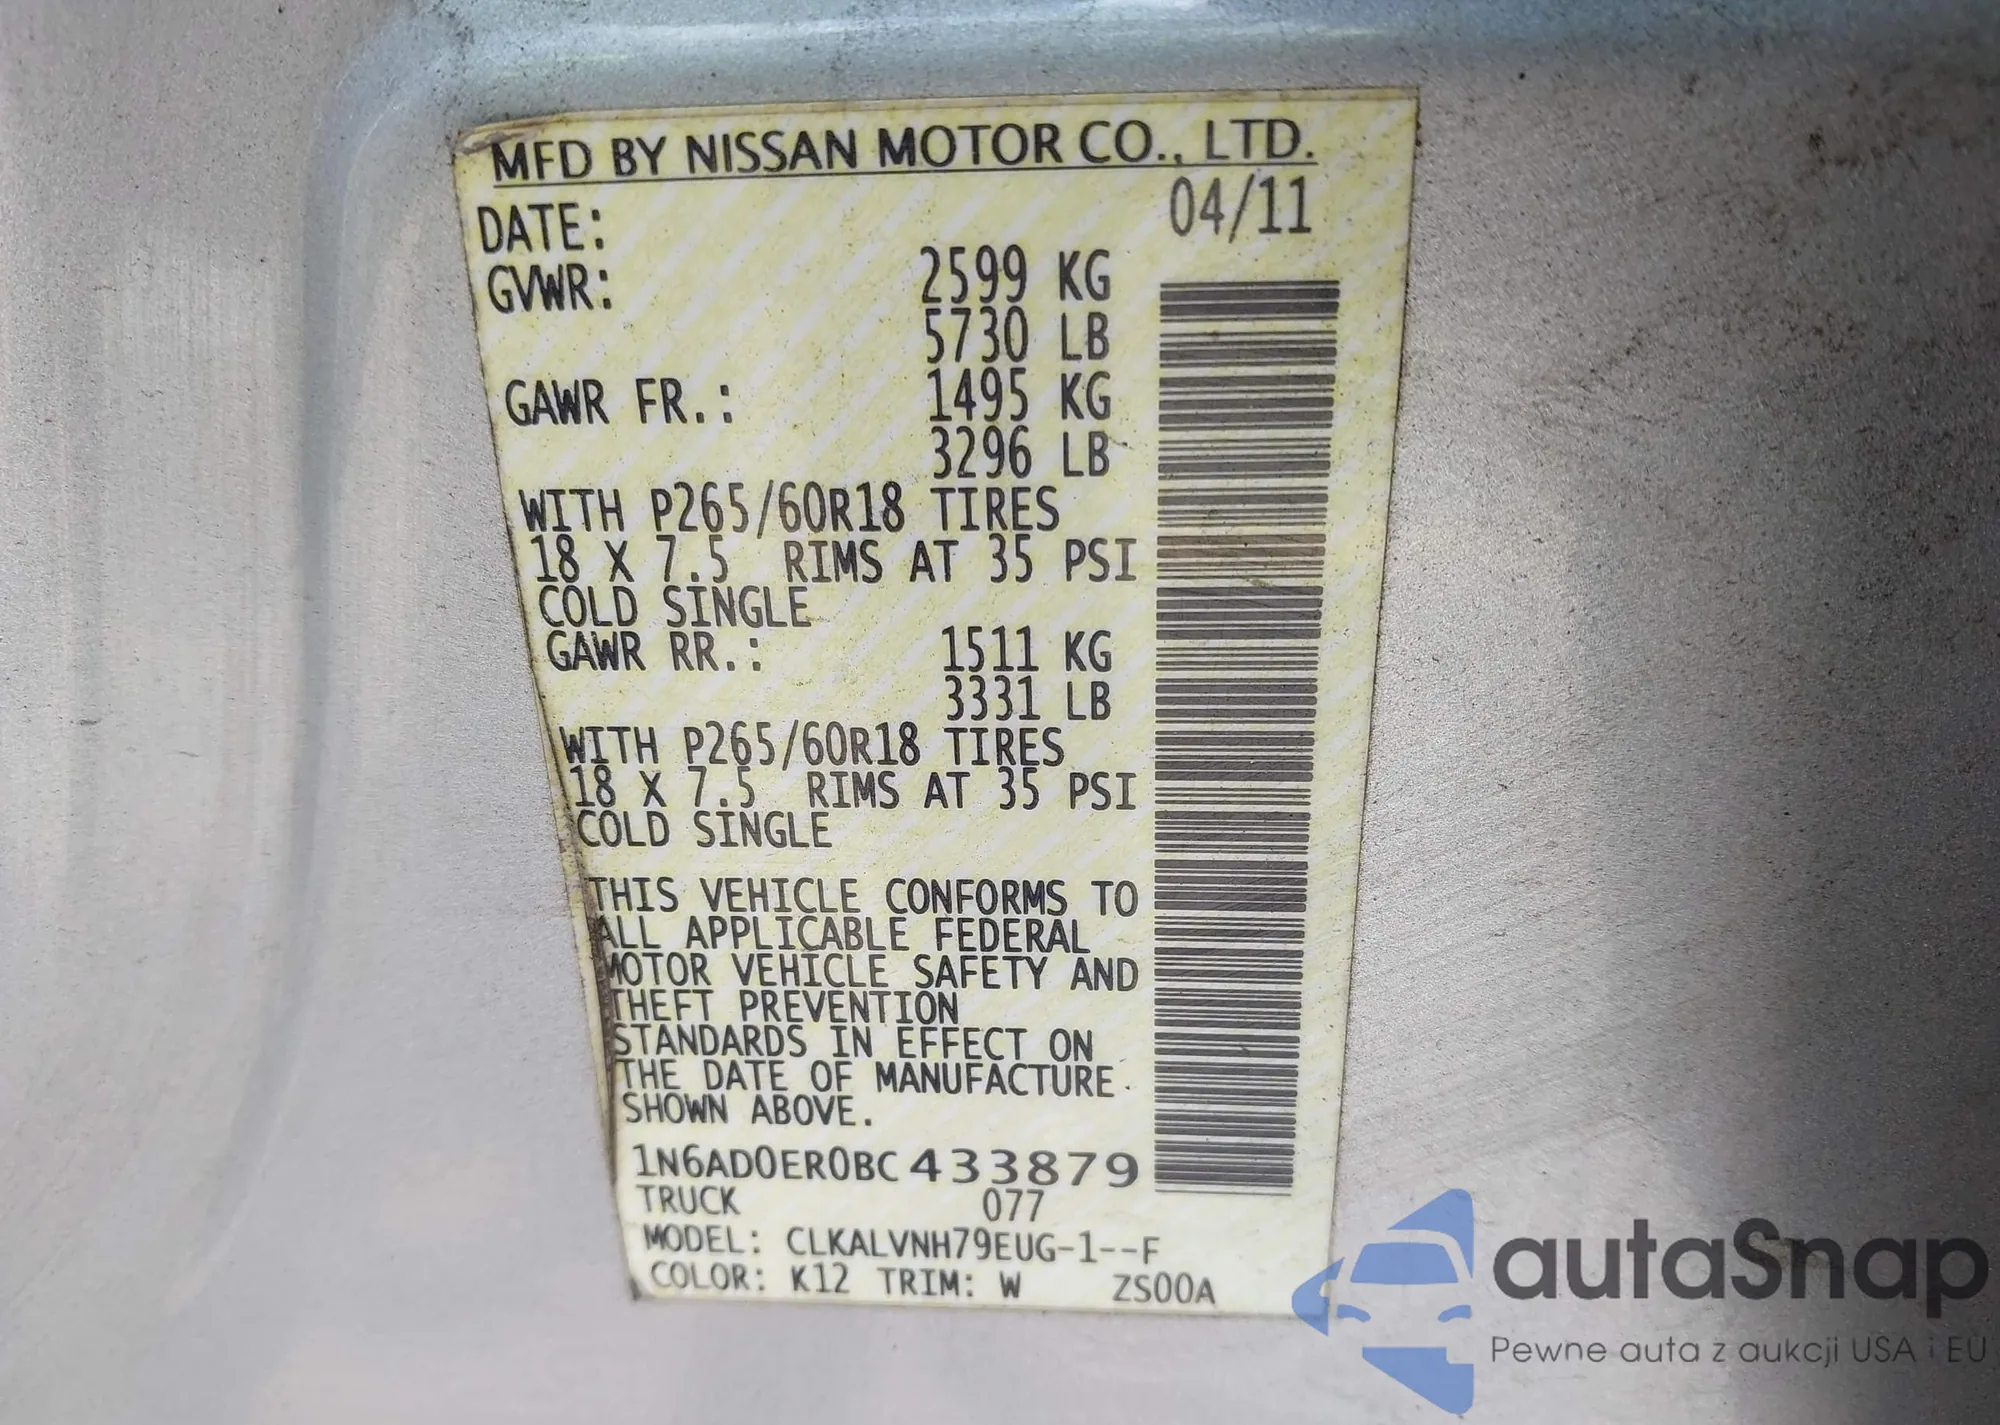 MFD BY NISSAN MOTOR CO., LTD.
DATE: 04/11
GVWR: 2599 KG
5730 LB
GAWR FR.: 1495 KG
3296 LB
WITH P265/60R18 TIRES
18 X 7.5 RIMS AT 35 PSI
COLD SINGLE
GAWR RR.: 1511 KG
3331 LB
WITH P265/60R18 TIRES
18 X 7.5 RIMS AT 35 PSI
COLD SINGLE
THIS VEHICLE CONFORMS TO
ALL APPLICABLE FEDERAL
MOTOR VEHICLE SAFETY AND
THEFT PREVENTION
STANDARDS IN EFFECT ON
THE DATE OF MANUFACTURE
SHOWN ABOVE.
1N6AD0ER0BC433879
TRUCK 077
MODEL: CLKALVNH79EUG-1--F
COLOR: K12 TRIM: W ZS00A
autaSnap
Pewne auta z aukcji USA i EU